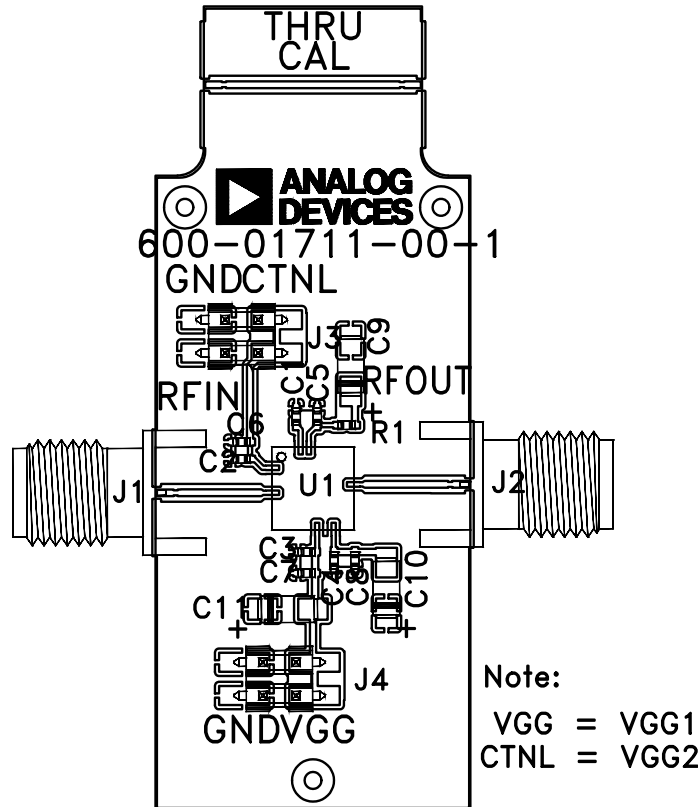 THRU
CAL
ANALOG
DEVICES
600-01711-00-1
GNDCTNL
J3
C9
C5
RFIN
RFOUT
R1
C6
C2
J1
U1
J2
C3
C7
C4
C8
C10
C11
J4
GNDVGG
Note:
VGG = VGG1
CTNL = VGG2